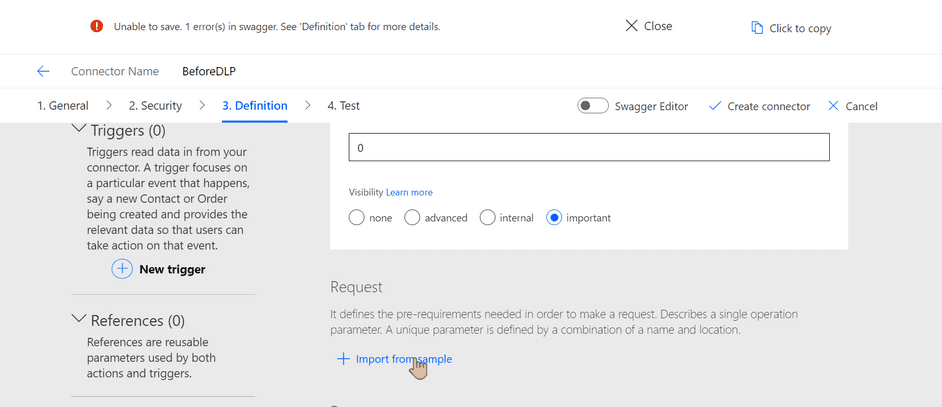 Unable to save. 1 error(s) in swagger. See 'Definition' tab for more details.
Close
Click to copy
Connector Name
BeforeDLP
1. General
2. Security
3. Definition
4. Test
Swagger Editor
Create connector
Cancel
Triggers (0)
Triggers read data in from your
connector. A trigger focuses on
a particular event that happens,
say a new Contact or Order
being created and provides the
relevant data so that users can
take action on that event.
New trigger
References (0)
References are reusable
parameters used by both
actions and triggers.
0
Visibility Learn more
none
advanced
internal
important
Request
It defines the pre-requirements needed in order to make a request. Describes a single operation
parameter. A unique parameter is defined by a combination of a name and location.
Import from sample